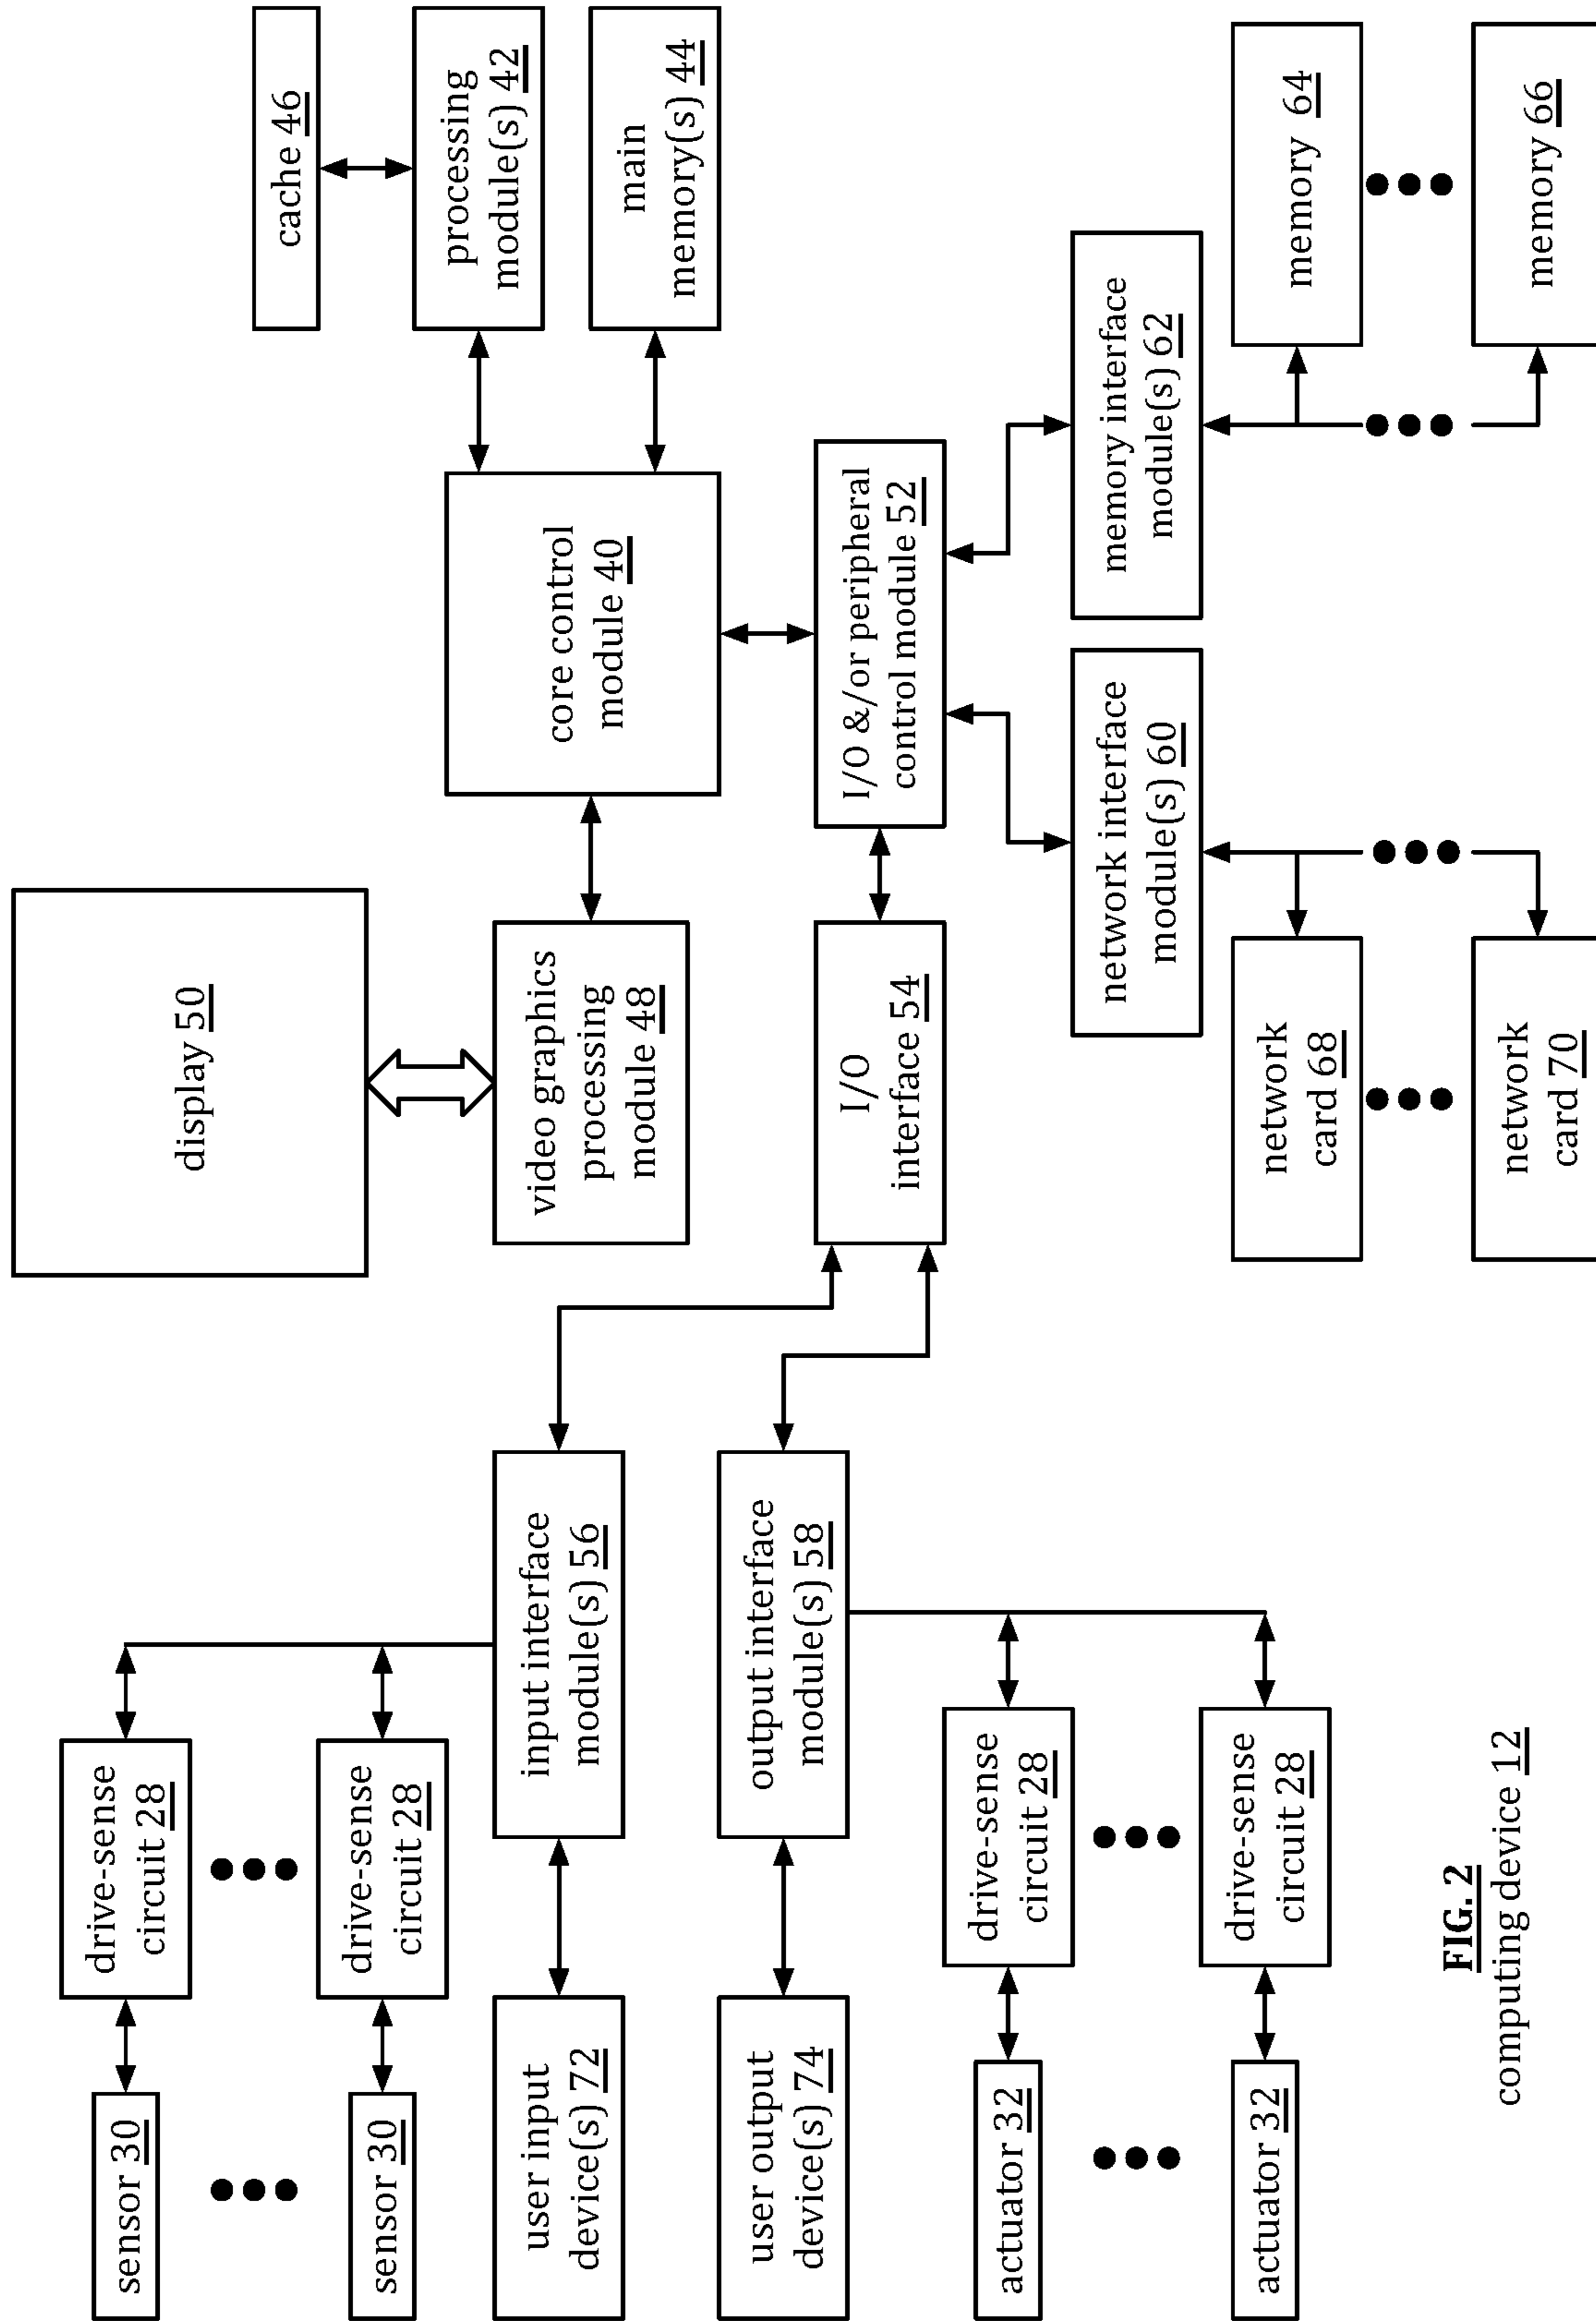 sensor 30
drive-sense
circuit 28
sensor 30
drive-sense
circuit 28
user input
device(s) 72
input interface
module(s) 56
user output
device(s) 74
output interface
module(s) 58
actuator 32
drive-sense
circuit 28
actuator 32
drive-sense
circuit 28
display 50
video graphics
processing
module 48
core control
module 40
cache 46
processing
module(s) 42
main
memory(s) 44
I/O
interface 54
I/O &/or peripheral
control module 52
network interface
module(s) 60
memory interface
module(s) 62
network
card 68
network
card 70
memory 64
memory 66
FIG. 2
computing device 12